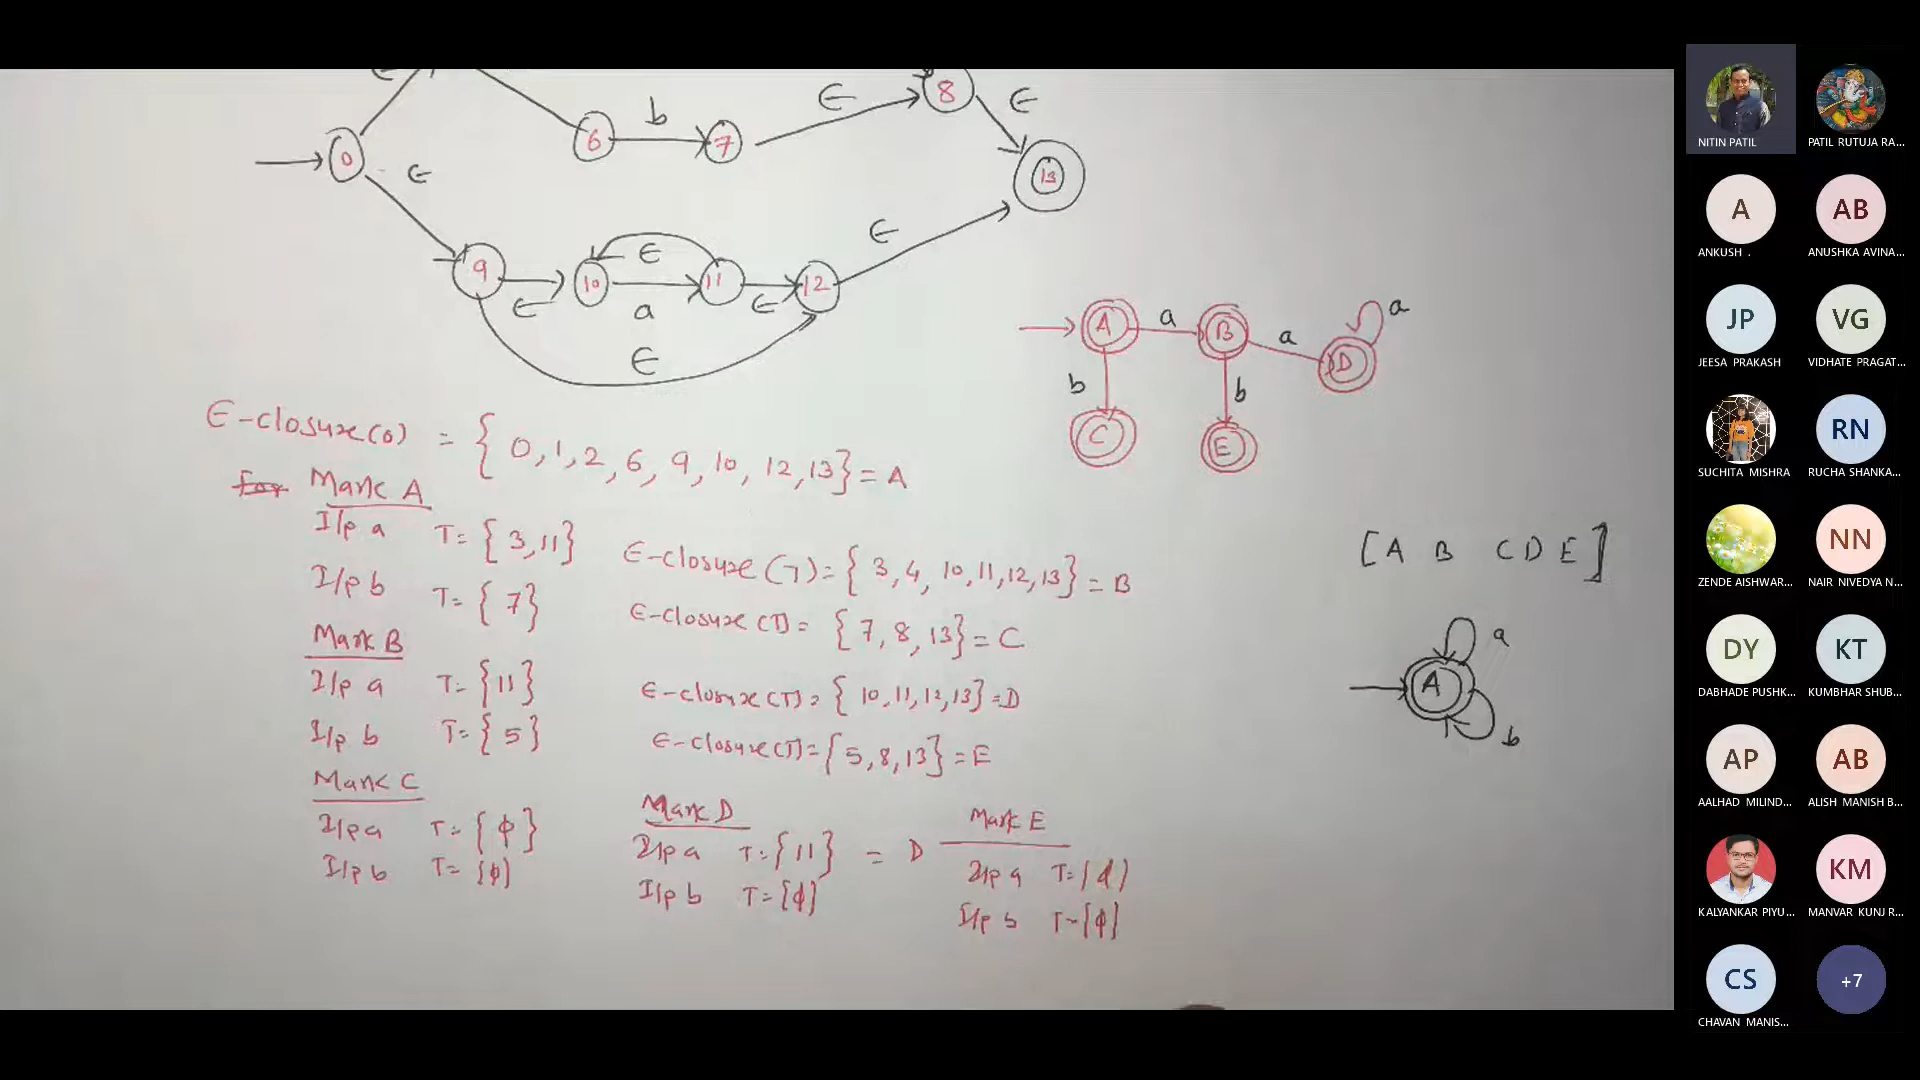 ϵ
6 b 7 ϵ 8 ϵ
0 ϵ
13
9 ϵ 10 ϵ a 11 ϵ 12 ϵ
ϵ
A a B a D a
b b
C E
ϵ-closure(0) = { 0, 1, 2, 6, 9, 10, 12, 13} = A
For Mark A
I/p a T= {3,11} ϵ-closure (T) = {3,4, 10,11,12,13} = B
I/p b T= {7} ϵ-closure (T) = {7, 8, 13} = C
Mark B
I/p a T= {11} ϵ-closure (T) = { 10, 11, 12, 13} = D
I/p b T= {5} ϵ-closure (T) = {5,8,13} = E
Mark C
I/p a T= {ϕ}
I/p b T= {ϕ}
Mark D
I/p a T= {11} = D
I/p b T= {ϕ}
Mark E
I/p a T= {ϕ}
I/p b T= {ϕ}
[A B C D E]
a
A
b
NITIN PATIL
PATIL RUTUJA RA...
A
ANKUSH .
AB
ANUSHKA AVINA...
JP
JEESA PRAKASH
VG
VIDHATE PRAGAT...
SUCHITA MISHRA
RN
RUCHA SHANKA...
ZENDE AISHWAR...
NN
NAIR NIVEDYA N...
DY
DABHADE PUSHK...
KT
KUMBHAR SHUB...
AP
AALHAD MILIND...
AB
ALISH MANISH B...
KALYANKAR PIYU...
KM
MANVAR KUNJ R...
CS
CHAVAN MANIS...
+7